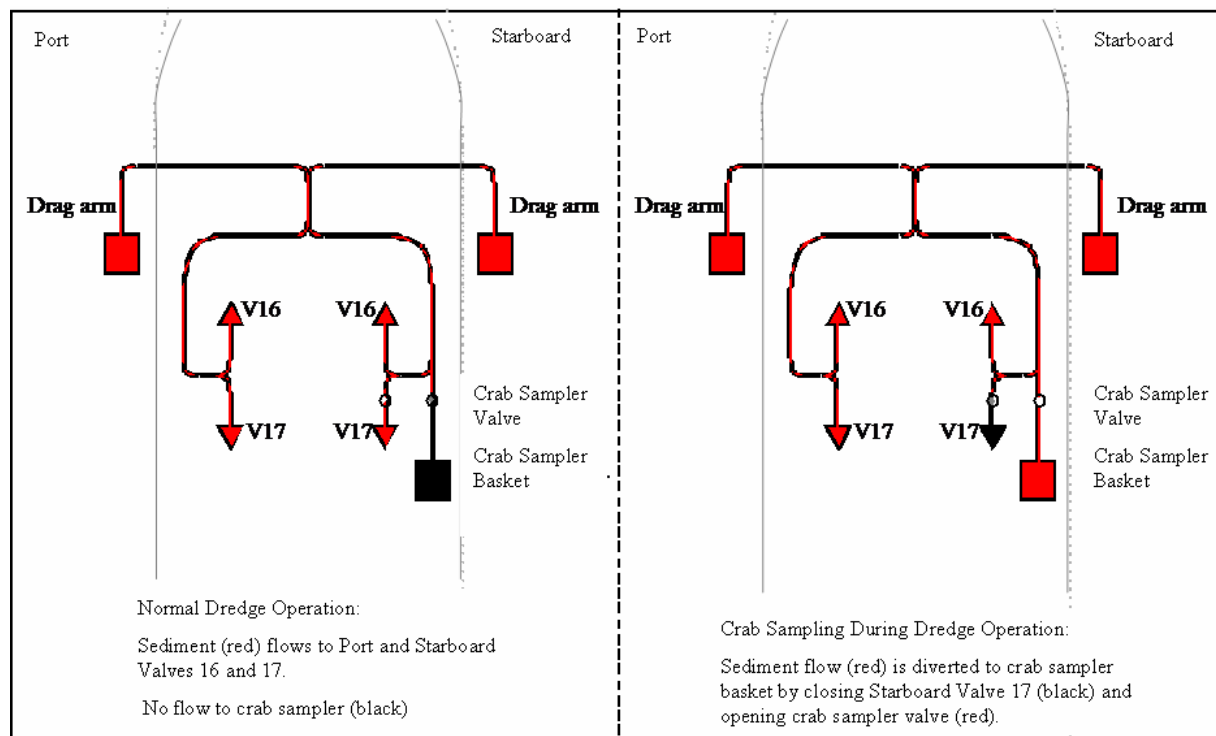 Port
Starboard
Drag arm
Drag arm
V16
V16
V17
V17
Crab Sampler
Valve
Crab Sampler
Basket
Normal Dredge Operation:
Sediment (red) flows to Port and Starboard
Valves 16 and 17.
No flow to crab sampler (black)
Port
Starboard
Drag arm
Drag arm
V16
V16
V17
V17
Crab Sampler
Valve
Crab Sampler
Basket
Crab Sampling During Dredge Operation:
Sediment flow (red) is diverted to crab sampler
basket by closing Starboard Valve 17 (black) and
opening crab sampler valve (red).